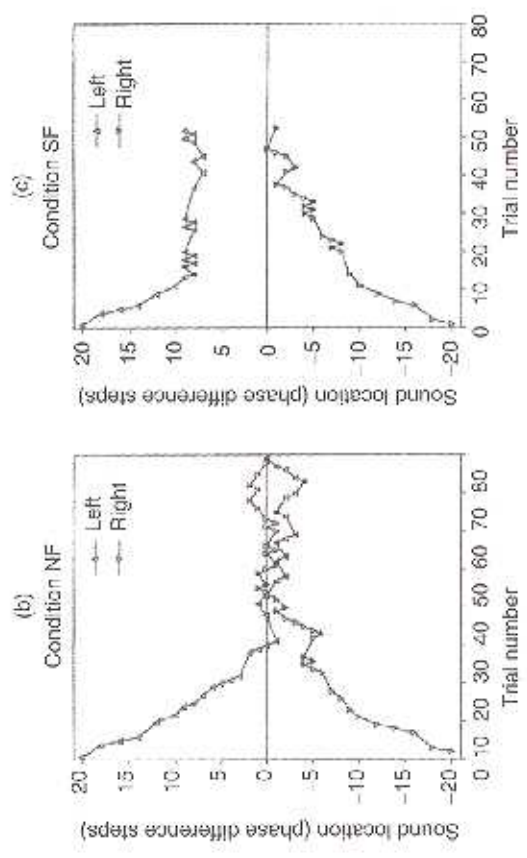 (b)
Condition NF
Left
Right
Sound location (phase difference steps)
20
15
10
5
0
−5
−10
−15
−20
0 10 20 30 40 50 60 70 80
Trial number
(c)
Condition SF
Left
Right
Sound location (phase difference steps)
20
15
10
5
0
−5
−10
−15
−20
0 10 20 30 40 50 60 70 80
Trial number